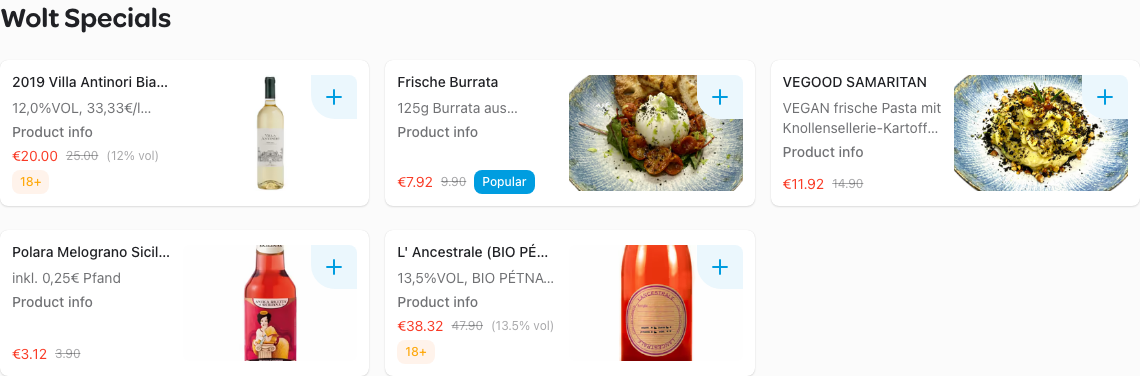 Wolt Specials
2019 Villa Antinori Bia...
12,0%VOL, 33,33€/l...
Product info
€20.00 25.00 (12% vol)
18+
Frische Burrata
125g Burrata aus...
Product info
€7.92 9.90 Popular
VEGOOD SAMARITAN
VEGAN frische Pasta mit
Knollensellerie-Kartoff...
Product info
€11.92 14.90
Polara Melograno Sicil...
inkl. 0,25€ Pfand
Product info
€3.12 3.90
L' Ancestrale (BIO PÉ...
13,5%VOL, BIO PÉTNA...
Product info
€38.32 47.90 (13.5% vol)
18+